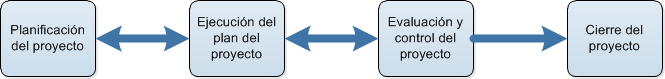 Planificación
del proyecto
Ejecución del
plan del
proyecto
Evaluación y
control del
proyecto
Cierre del
proyecto